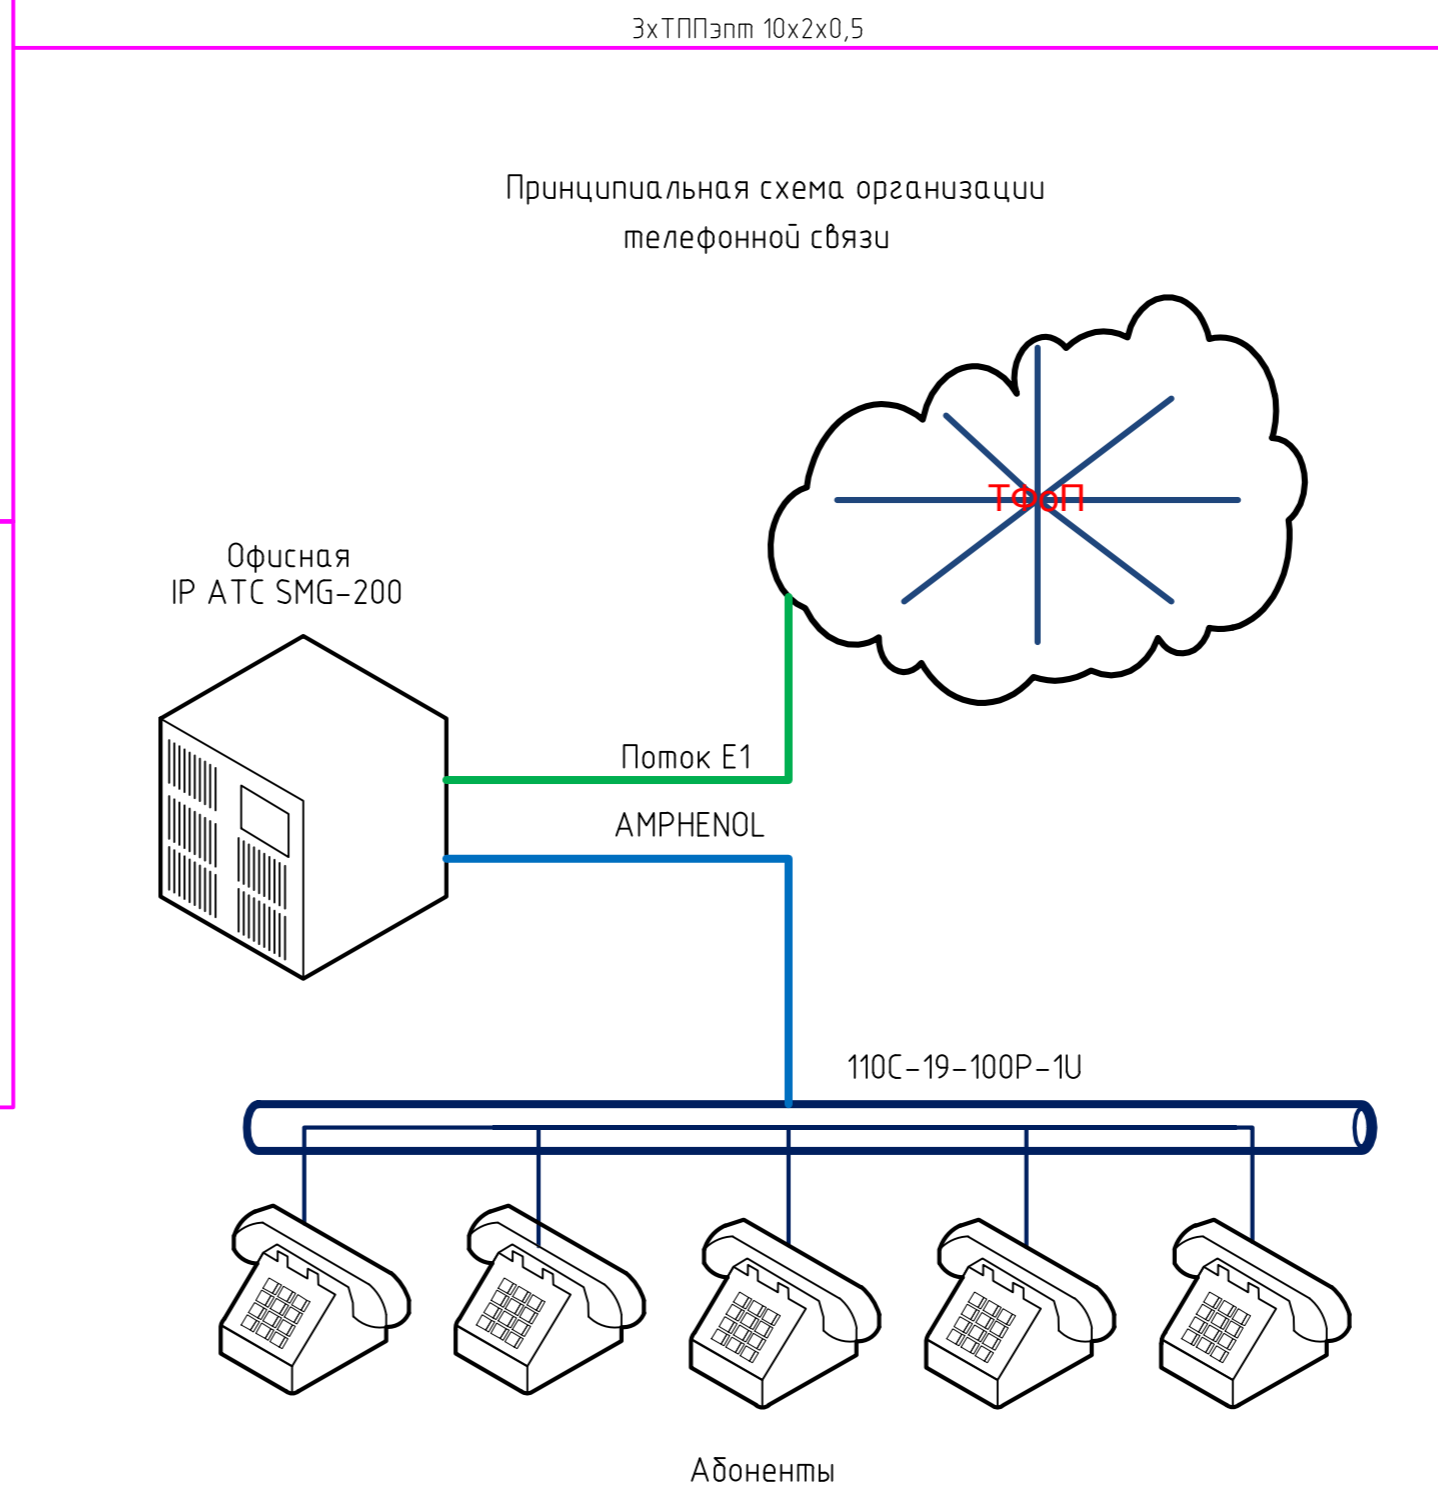 3хТППэпт 10х2х0,5
Принципиальная схема организации
телефонной связи
ТФоП
Офисная
IP АТС SMG-200
Поток Е1
AMPHENOL
110C-19-100P-1U
Абоненты